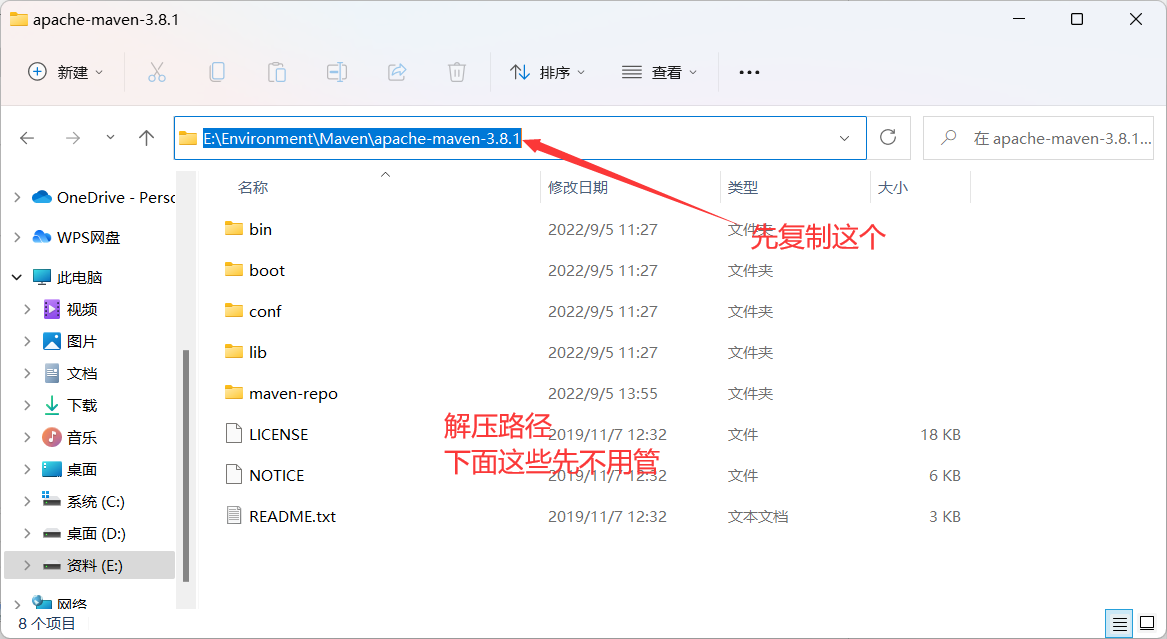 apache-maven-3.8.1
新建
排序
查看
E:\Environment\Maven\apache-maven-3.8.1
在 apache-maven-3.8.1...
名称 修改日期 类型 大小
OneDrive - Persc
WPS网盘
此电脑
视频
图片
文档
下载
音乐
桌面
系统 (C:)
桌面 (D:)
资料 (E:)
网络
bin 2022/9/5 11:27 文件夹
先复制这个
boot 2022/9/5 11:27 文件夹
conf 2022/9/5 11:27 文件夹
lib 2022/9/5 11:27 文件夹
maven-repo 2022/9/5 13:55 文件夹
解压路径
LICENSE 2019/11/7 12:32 文件 18 KB
下面这些先不用管
NOTICE 2019/11/7 12:32 文件 6 KB
README.txt 2019/11/7 12:32 文本文档 3 KB
8 个项目